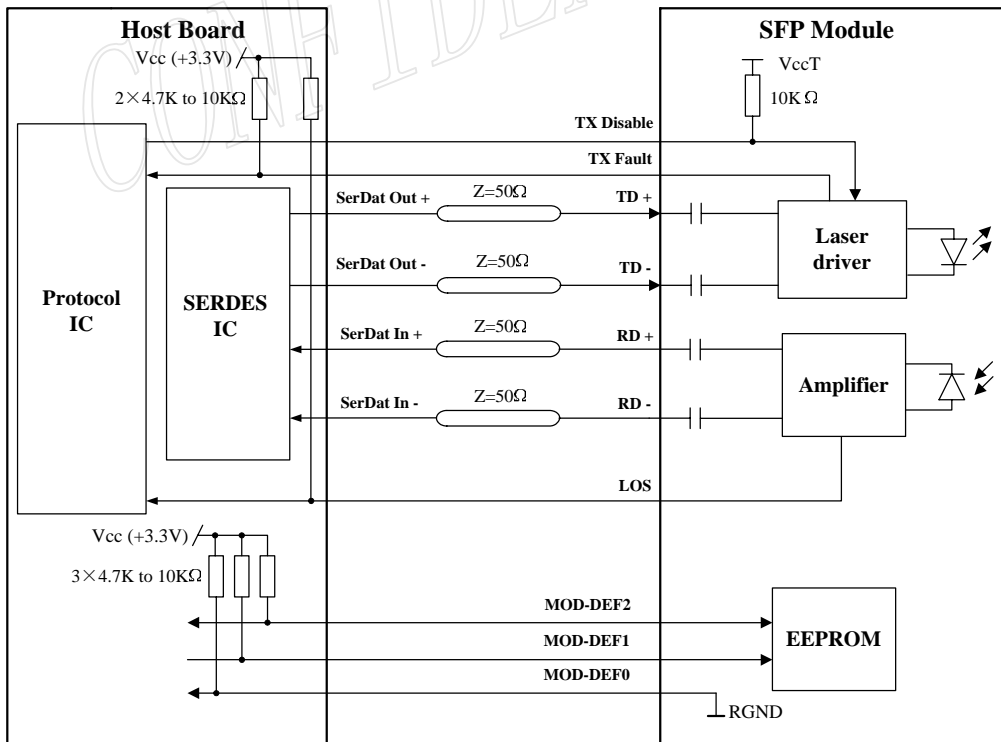 Host Board
SFP Module
Vcc (+3.3V)
VccT
2×4.7K to 10KΩ
10KΩ
TX Disable
TX Fault
SerDat Out +
Z=50Ω
TD +
SerDat Out -
Z=50Ω
TD -
Laser
driver
Protocol
IC
SERDES
IC
SerDat In +
Z=50Ω
RD +
SerDat In -
Z=50Ω
RD -
Amplifier
LOS
Vcc (+3.3V)
3×4.7K to 10KΩ
MOD-DEF2
MOD-DEF1
MOD-DEF0
EEPROM
RGND